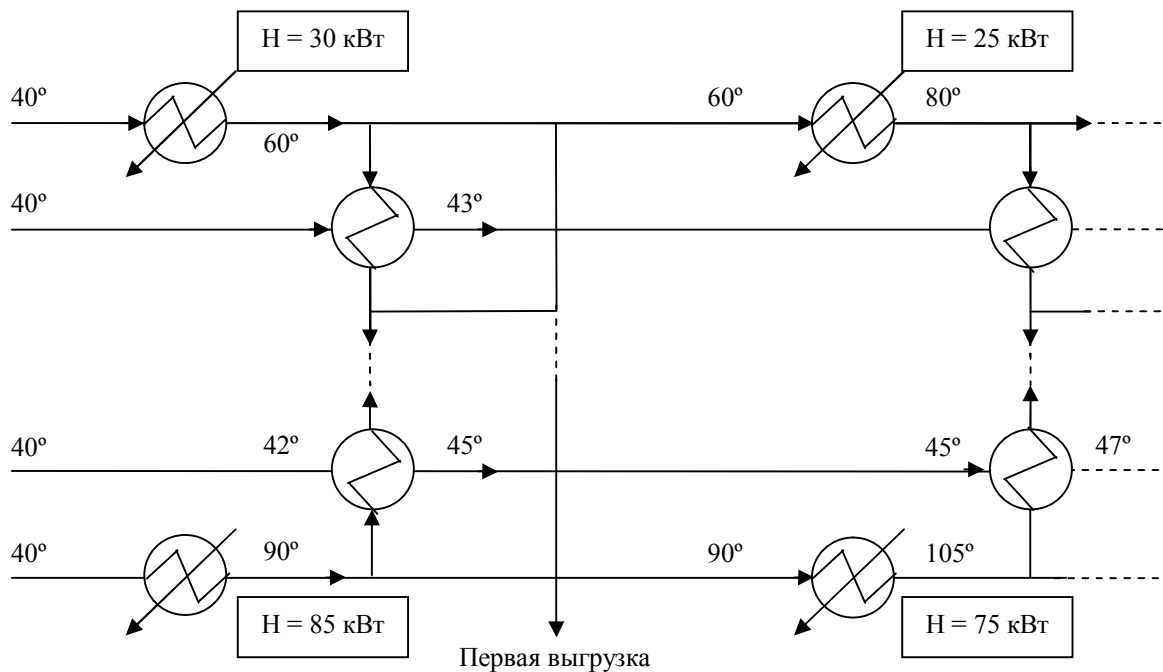 H = 30 кВт
H = 25 кВт
40º
60º
60º
80º
40º
43º
40º
42º
45º
45º
47º
40º
90º
90º
105º
H = 85 кВт
H = 75 кВт
Первая выгрузка